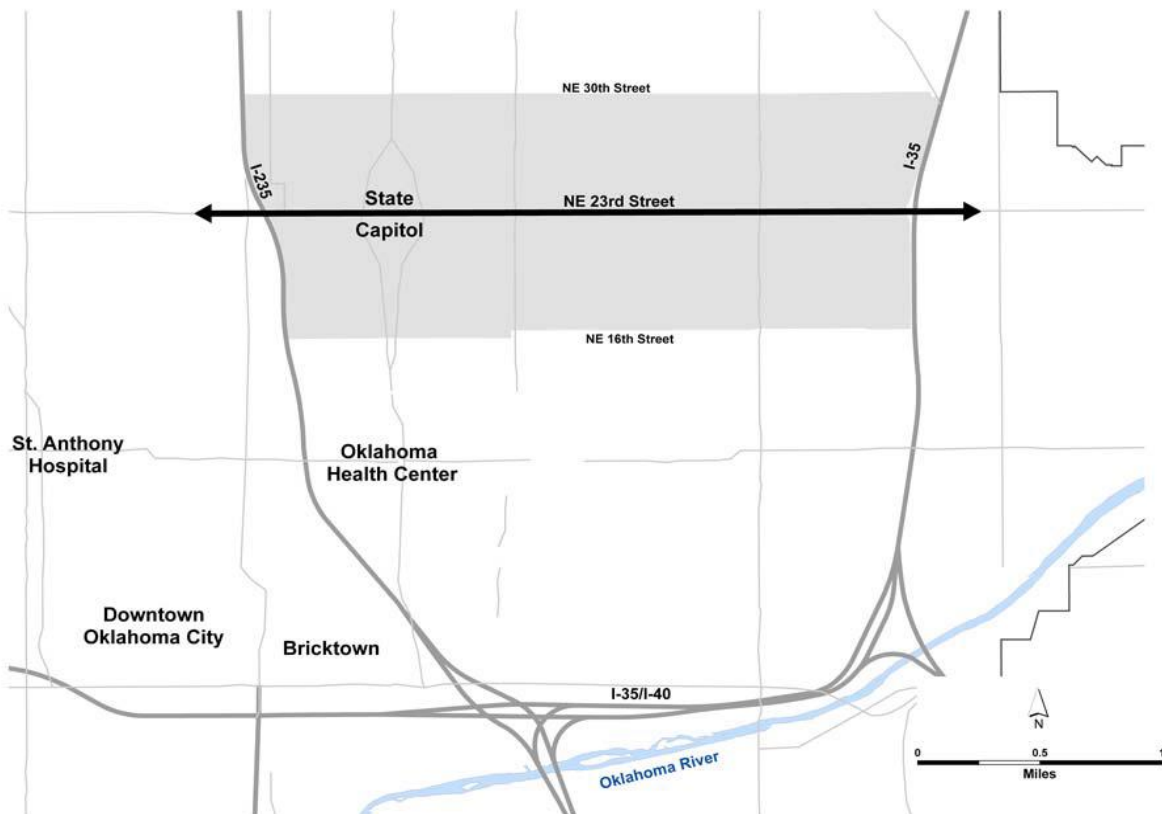 NE 30th Street
I-235
I-35
State
Capitol
NE 23rd Street
NE 16th Street
St. Anthony
Hospital
Oklahoma
Health Center
Downtown
Oklahoma City
Bricktown
I-35/I-40
Oklahoma River
N
0 0.5 1
Miles